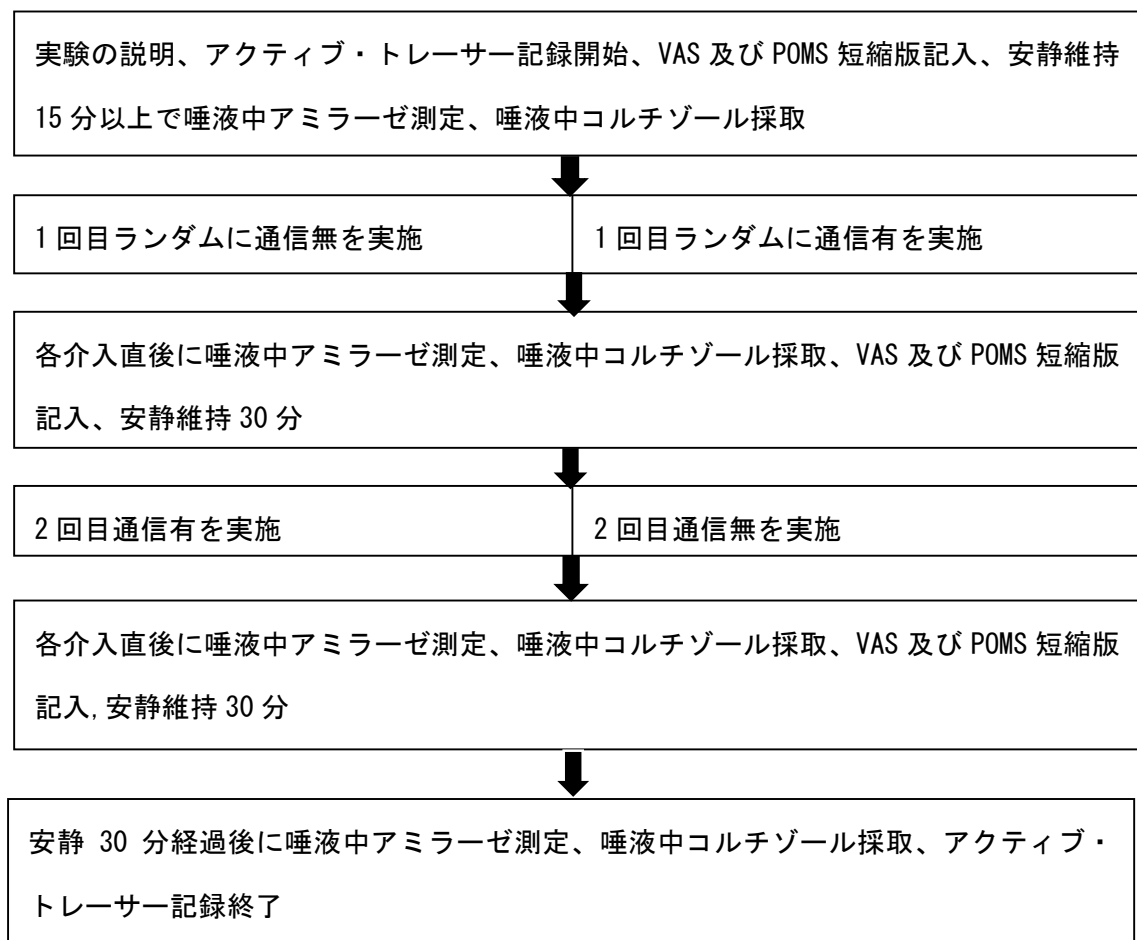 実験の説明、アクティブ・トレーサー記録開始、VAS 及び POMS 短縮版記入、安静維持
15 分以上で唾液中アミラーゼ測定、唾液中コルチゾール採取
1 回目ランダムに通信無を実施
1 回目ランダムに通信有を実施
各介入直後に唾液中アミラーゼ測定、唾液中コルチゾール採取、VAS 及び POMS 短縮版
記入、安静維持 30 分
2 回目通信有を実施
2 回目通信無を実施
各介入直後に唾液中アミラーゼ測定、唾液中コルチゾール採取、VAS 及び POMS 短縮版
記入,安静維持 30 分
安静 30 分経過後に唾液中アミラーゼ測定、唾液中コルチゾール採取、アクティブ・
トレーサー記録終了